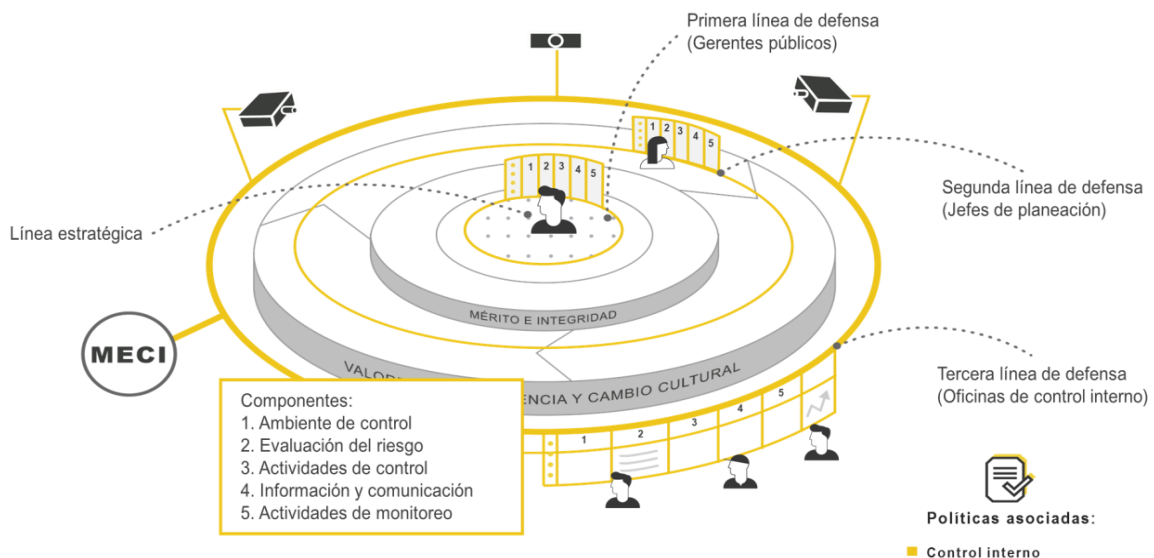 Primera línea de defensa
(Gerentes públicos)
1 2 3 4 5
1 2 3 4 5
Segunda línea de defensa
(Jefes de planeación)
Línea estratégica
MÉRITO E INTEGRIDAD
MECI
VALOR
ENCIA Y CAMBIO CULTURAL
Tercera línea de defensa
(Oficinas de control interno)
Componentes:
1. Ambiente de control
2. Evaluación del riesgo
3. Actividades de control
4. Información y comunicación
5. Actividades de monitoreo
1 2 3 4 5
Políticas asociadas:
Control interno